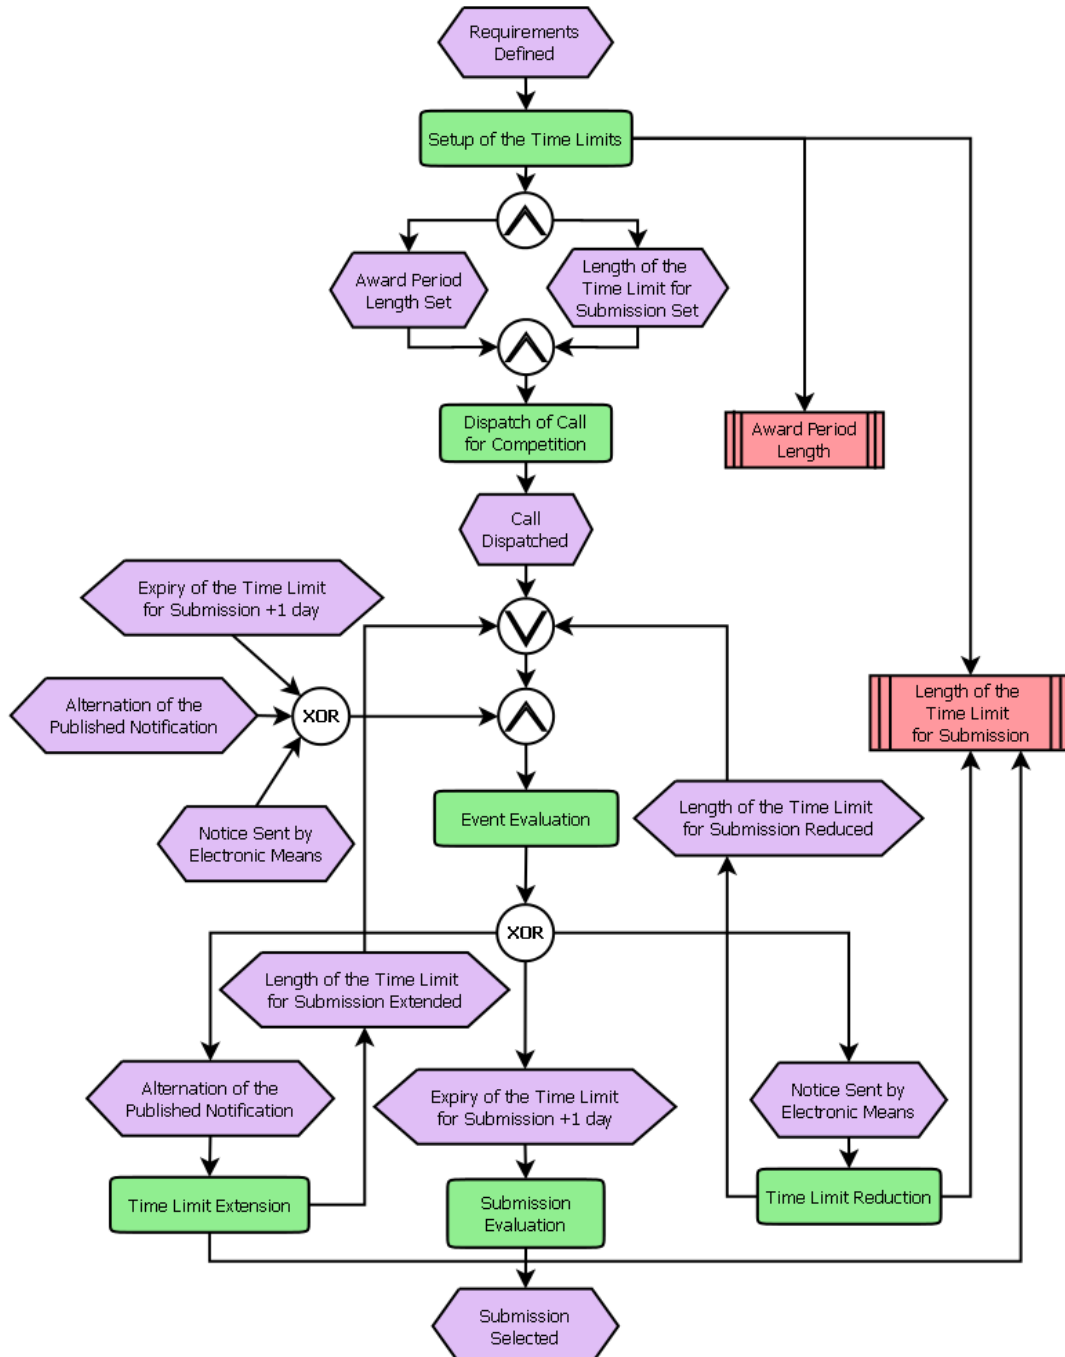 Requirements
Defined
Setup of the Time Limits
Award Period
Length Set
Length of the
Time Limit for
Submission Set
Dispatch of Call
for Competition
Award Period
Length
Call
Dispatched
Expiry of the Time Limit
for Submission +1 day
Alternation of the
Published Notification
XOR
Length of the
Time Limit
for Submission
Notice Sent by
Electronic Means
Event Evaluation
Length of the Time Limit
for Submission Reduced
XOR
Length of the Time Limit
for Submission Extended
Alternation of the
Published Notification
Expiry of the Time Limit
for Submission +1 day
Notice Sent by
Electronic Means
Time Limit Extension
Submission
Evaluation
Time Limit Reduction
Submission
Selected